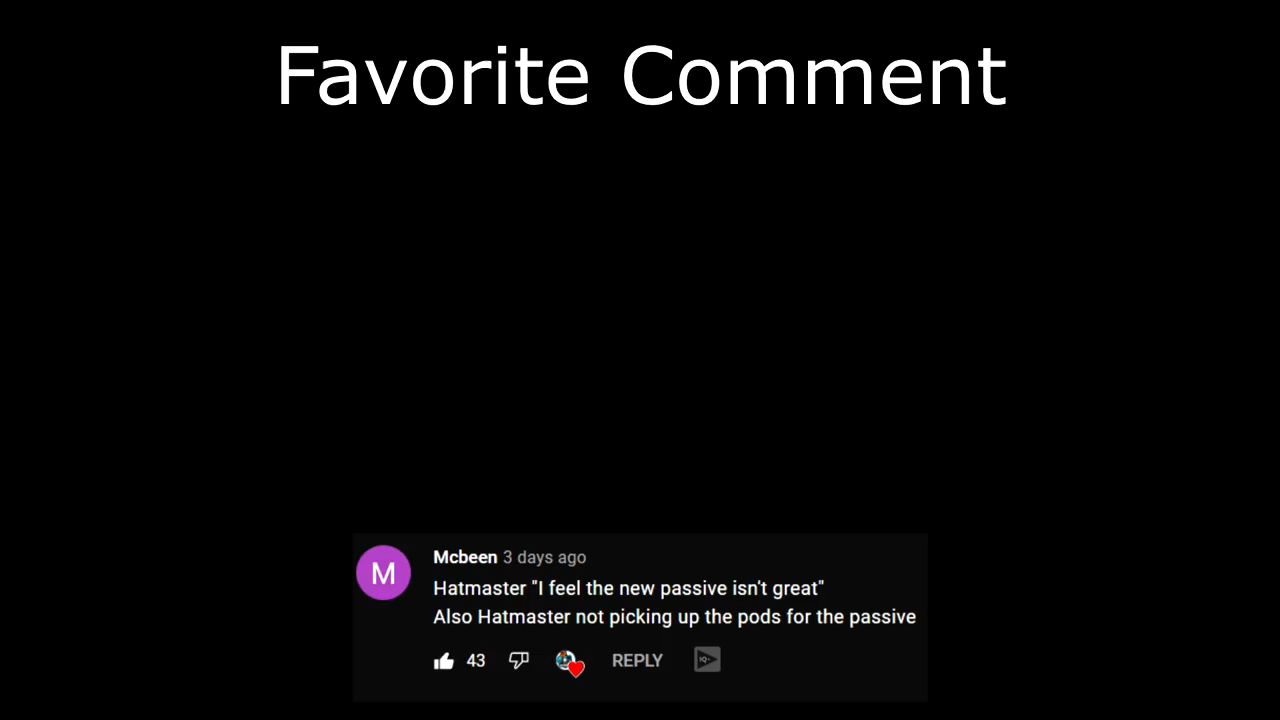 Favorite Comment
M
Mcbeen 3 days ago
Hatmaster "I feel the new passive isn't great"
Also Hatmaster not picking up the pods for the passive
43 REPLY